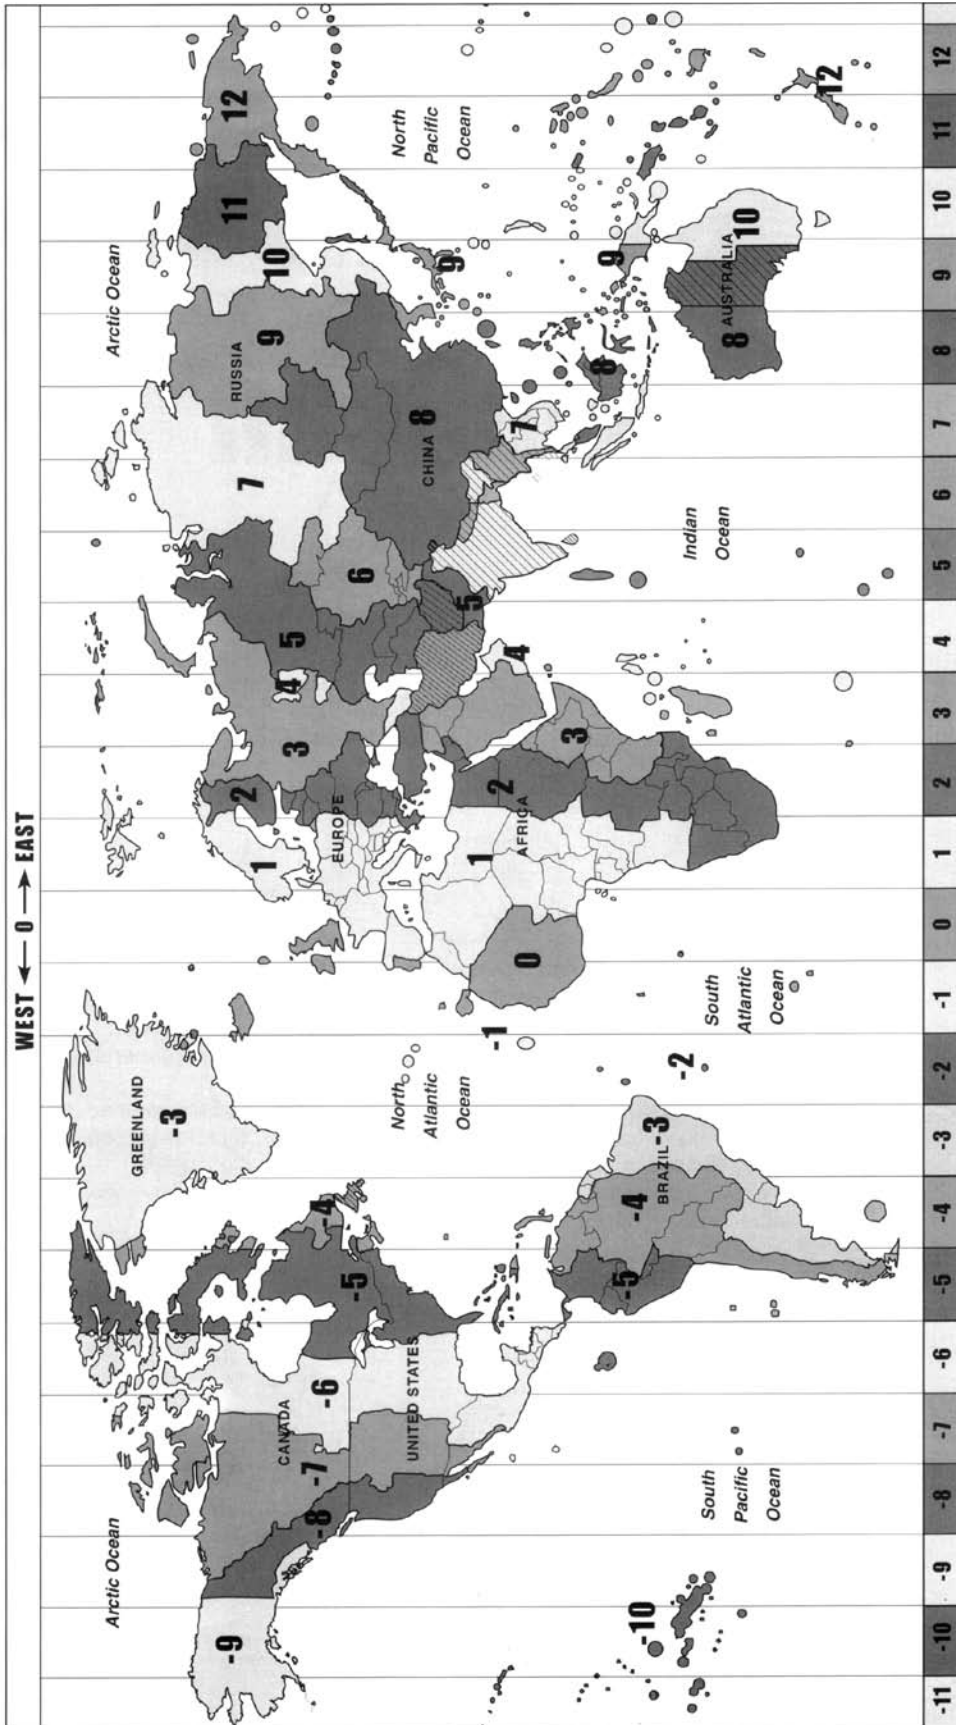 WEST ← 0 → EAST
Arctic Ocean
Arctic Ocean
GREENLAND
-3
-9
-8
-7
CANADA
-6
-5
-4
UNITED STATES
North
Atlantic
Ocean
-1
-2
-10
South
Pacific
Ocean
-5
-4
BRAZIL
-3
South
Atlantic
Ocean
1
2
3
4
5
7
RUSSIA
9
10
11
12
EUROPE
6
CHINA
8
North
Pacific
Ocean
9
0
1
2
AFRICA
3
4
5
7
8
9
Indian
Ocean
8
AUSTRALIA
10
12
-11
-10
-9
-8
-7
-6
-5
-4
-3
-2
-1
0
1
2
3
4
5
6
7
8
9
10
11
12